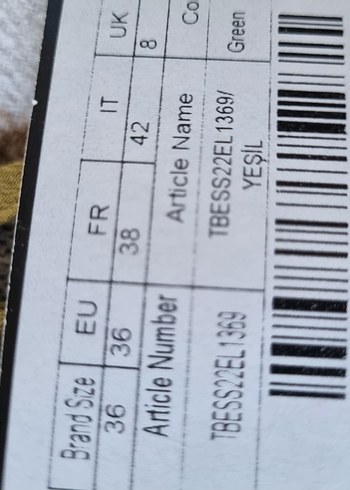 Brand Size EU FR IT UK
36 36 38 42 8
Article Number Article Name Co
TBESS22EL1369 TBESS22EL1369/ Green
YEŞİL